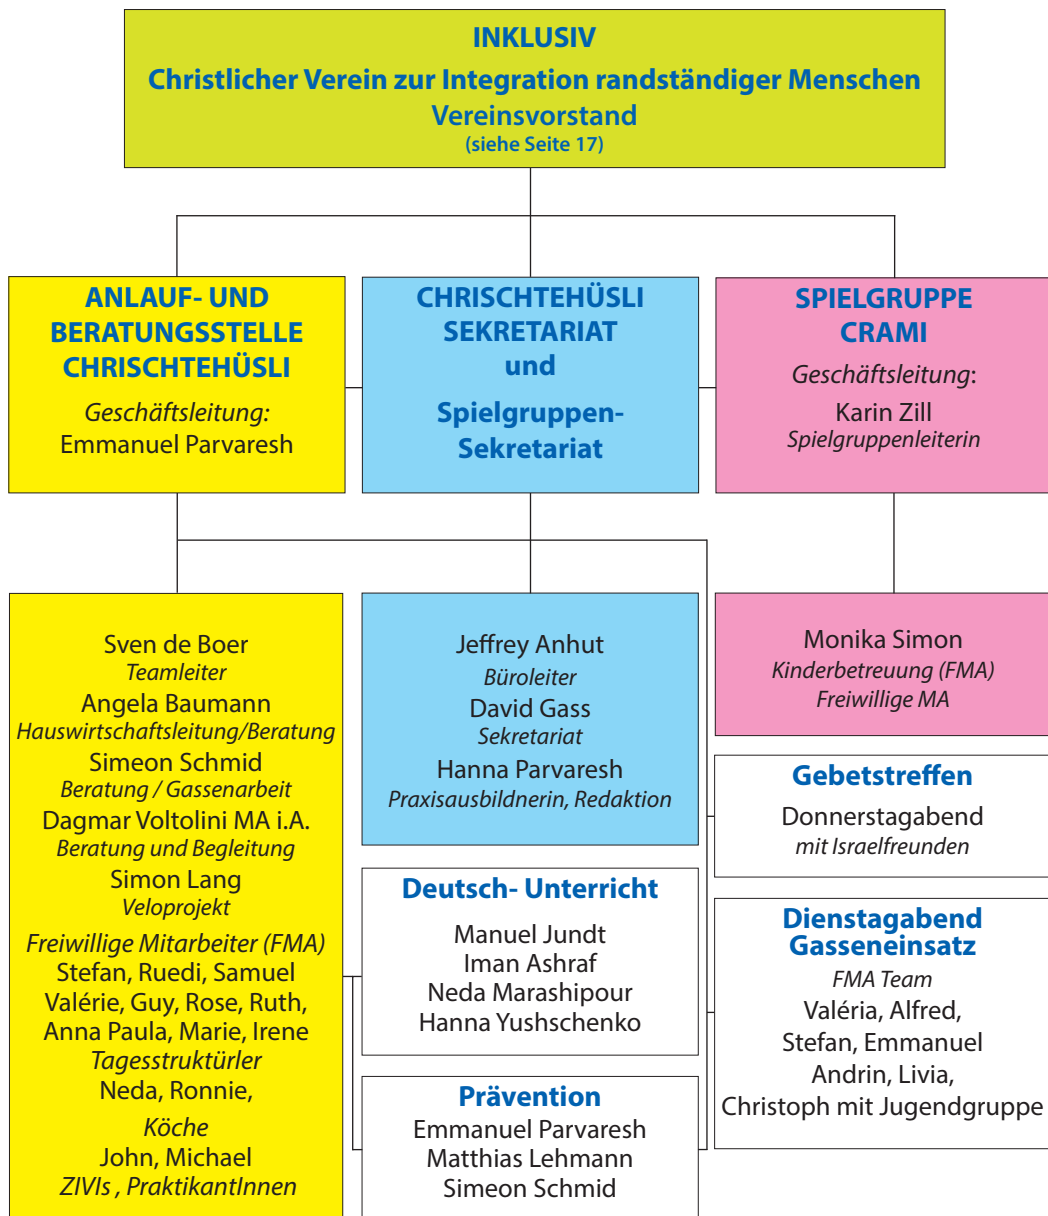 INKLUSIV
Christlicher Verein zur Integration randständiger Menschen
Vereinsvorstand
(siehe Seite 17)
ANLAUF- UND
BERATUNGSSTELLE
CHRISCHTEHÜSLI
Geschäftsleitung:
Emmanuel Parvaresh
CHRISCHTEHÜSLI
SEKRETARIAT
und
Spielgruppen-
Sekretariat
SPIELGRUPPE
CRAMI
Geschäftsleitung:
Karin Zill
Spielgruppenleiterin
Sven de Boer
Teamleiter
Angela Baumann
Hauswirtschaftsleitung/Beratung
Simeon Schmid
Beratung / Gassenarbeit
Dagmar Voltolini MA i.A.
Beratung und Begleitung
Simon Lang
Veloprojekt
Freiwillige Mitarbeiter (FMA)
Stefan, Ruedi, Samuel
Valérie, Guy, Rose, Ruth,
Anna Paula, Marie, Irene
Tagesstruktürler
Neda, Ronnie,
Köche
John, Michael
ZIVIs , PraktikantInnen
Jeffrey Anhut
Büroleiter
David Gass
Sekretariat
Hanna Parvaresh
Praxisausbildnerin, Redaktion
Deutsch- Unterricht
Manuel Jundt
Iman Ashraf
Neda Marashipour
Hanna Yushschenko
Prävention
Emmanuel Parvaresh
Matthias Lehmann
Simeon Schmid
Monika Simon
Kinderbetreuung (FMA)
Freiwillige MA
Gebetstreffen
Donnerstagabend
mit Israelfreunden
Dienstagabend
Gasseneinsatz
FMA Team
Valéria, Alfred,
Stefan, Emmanuel
Andrin, Livia,
Christoph mit Jugendgruppe